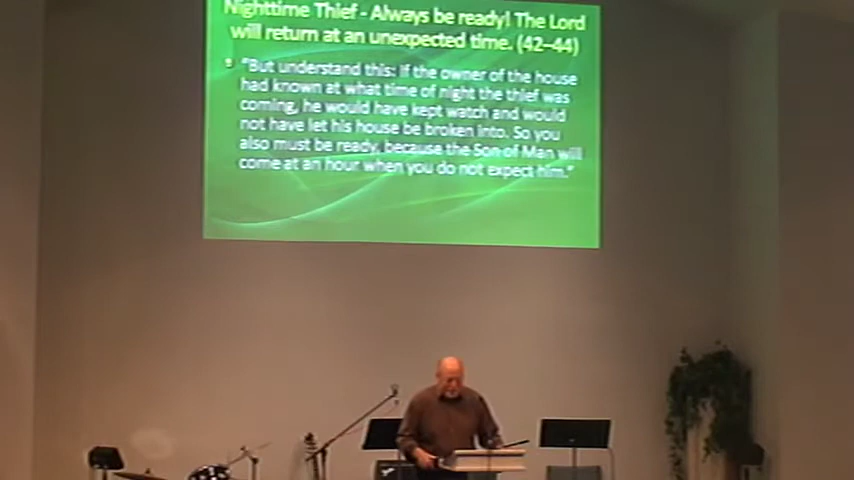 Nighttime Thief - Always be ready! The Lord
will return at an unexpected time. (42–44)
"But understand this: If the owner of the house
had known at what time of night the thief was
coming, he would have kept watch and would
not have let his house be broken into. So you
also must be ready, because the Son of Man will
come at an hour when you do not expect him."